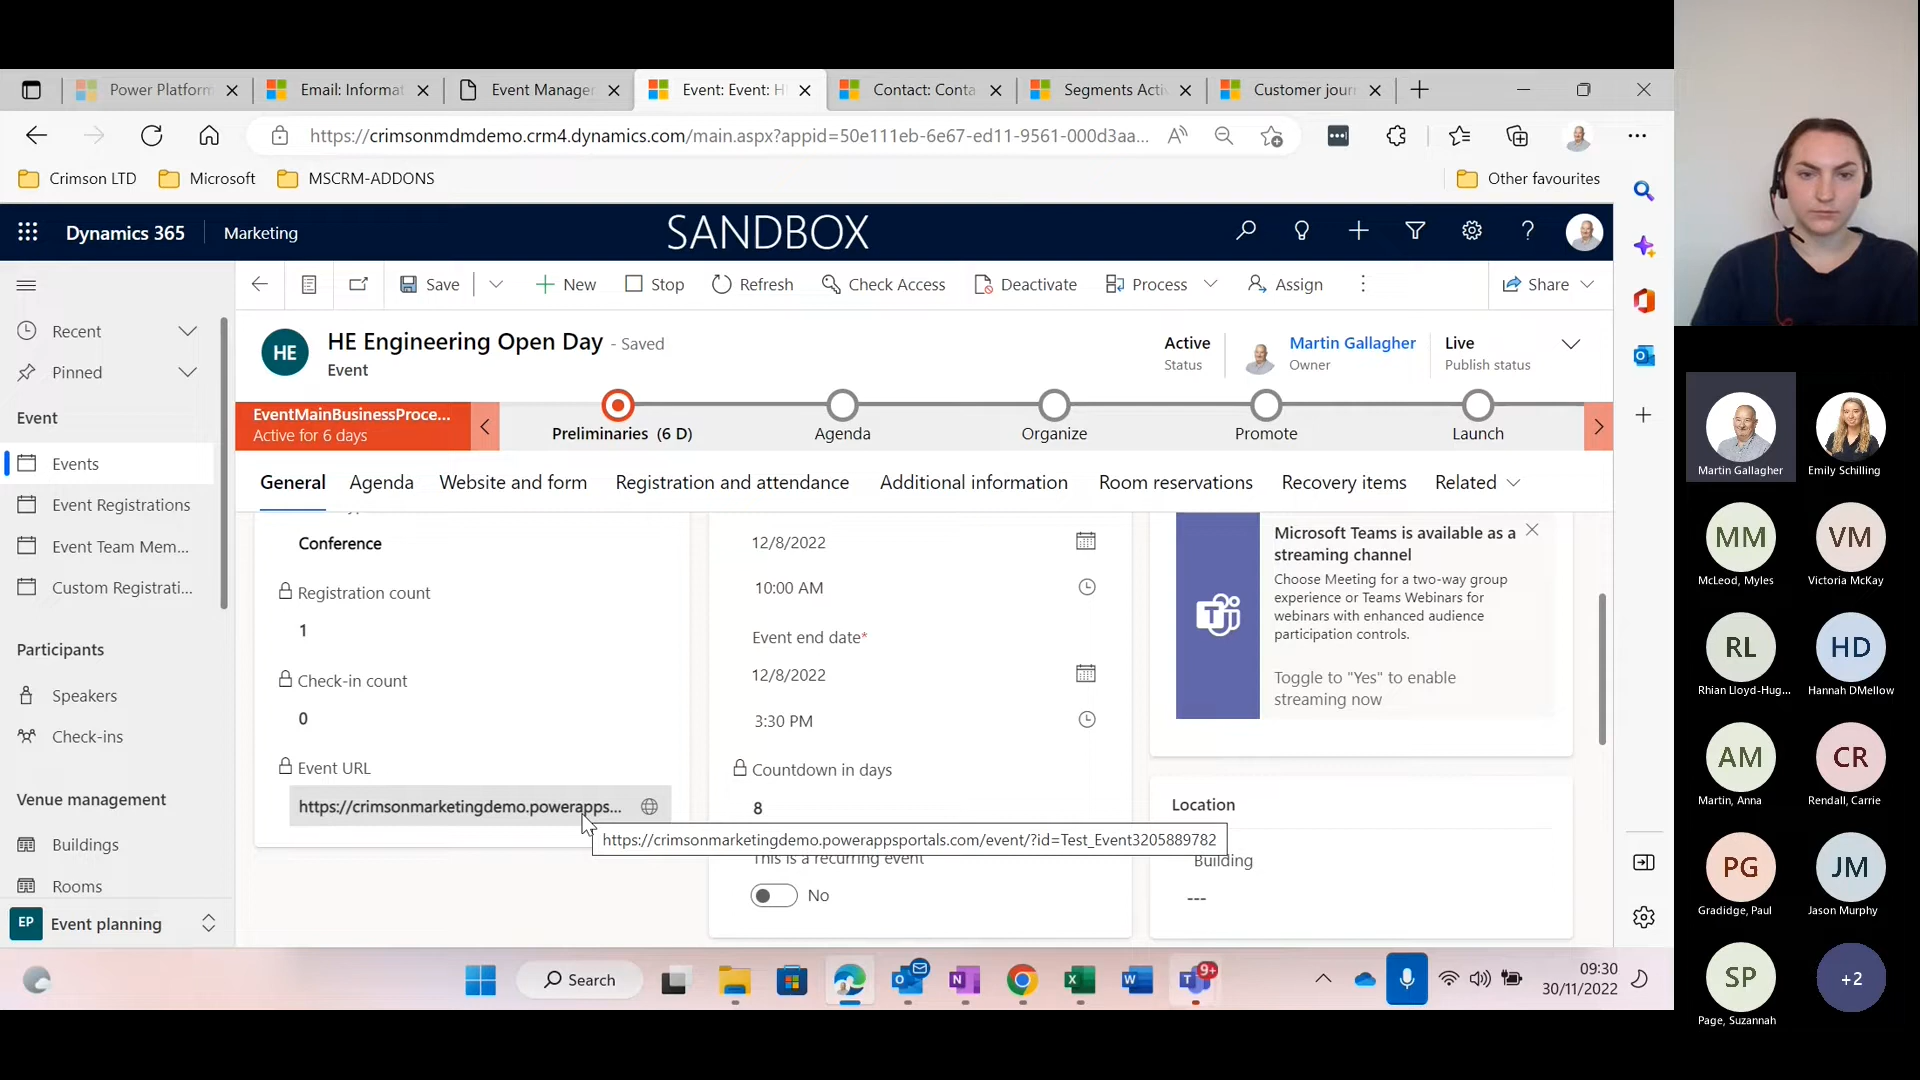 Power Platform
Email: Informat
Event Manage
Event: Event: H
Contact: Conta
Segments Acti
Customer jour
https://crimsonmdmdemo.crm4.dynamics.com/main.aspx?appid=50e111eb-6e67-ed11-9561-000d3aa...
Crimson LTD
Microsoft
MSCRM-ADDONS
Other favourites
Dynamics 365
Marketing
SANDBOX
Save
New
Stop
Refresh
Check Access
Deactivate
Process
Assign
Share
Recent
Pinned
Event
Events
Event Registrations
Event Team Mem...
Custom Registrati...
Participants
Speakers
Check-ins
Venue management
Buildings
Rooms
EP
Event planning
HE
HE Engineering Open Day - Saved
Event
Active
Status
Martin Gallagher
Owner
Live
Publish status
EventMainBusinessProce...
Active for 6 days
Preliminaries (6 D)
Agenda
Organize
Promote
Launch
General
Agenda
Website and form
Registration and attendance
Additional information
Room reservations
Recovery items
Related
Conference
Registration count
1
Check-in count
0
Event URL
https://crimsonmarketingdemo.powerapps...
https://crimsonmarketingdemo.powerappsportals.com/event/?id=Test_Event3205889782
12/8/2022
10:00 AM
Event end date*
12/8/2022
3:30 PM
Countdown in days
8
This is a recurring event
No
Microsoft Teams is available as a
streaming channel
Choose Meeting for a two-way group
experience or Teams Webinars for
webinars with enhanced audience
participation controls.
Toggle to "Yes" to enable
streaming now
Location
Building
---
Search
9+
09:30
30/11/2022
Martin Gallagher
Emily Schilling
MM
McLeod, Myles
VM
Victoria McKay
RL
Rhian Lloyd-Hug...
HD
Hannah DMellow
AM
Martin, Anna
CR
Rendall, Carrie
PG
Gradidge, Paul
JM
Jason Murphy
SP
Page, Suzannah
+2